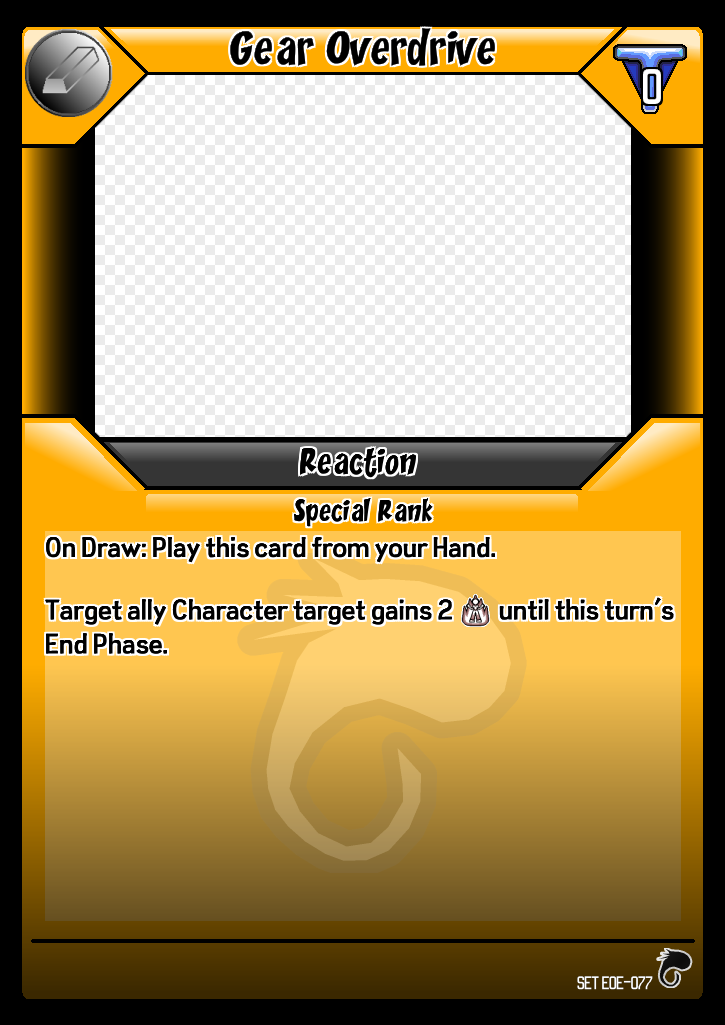 Gear Overdrive
0
Reaction
Special Rank
On Draw: Play this card from your Hand.
Target ally Character target gains 2 A until this turn's
End Phase.
SET EOE-077